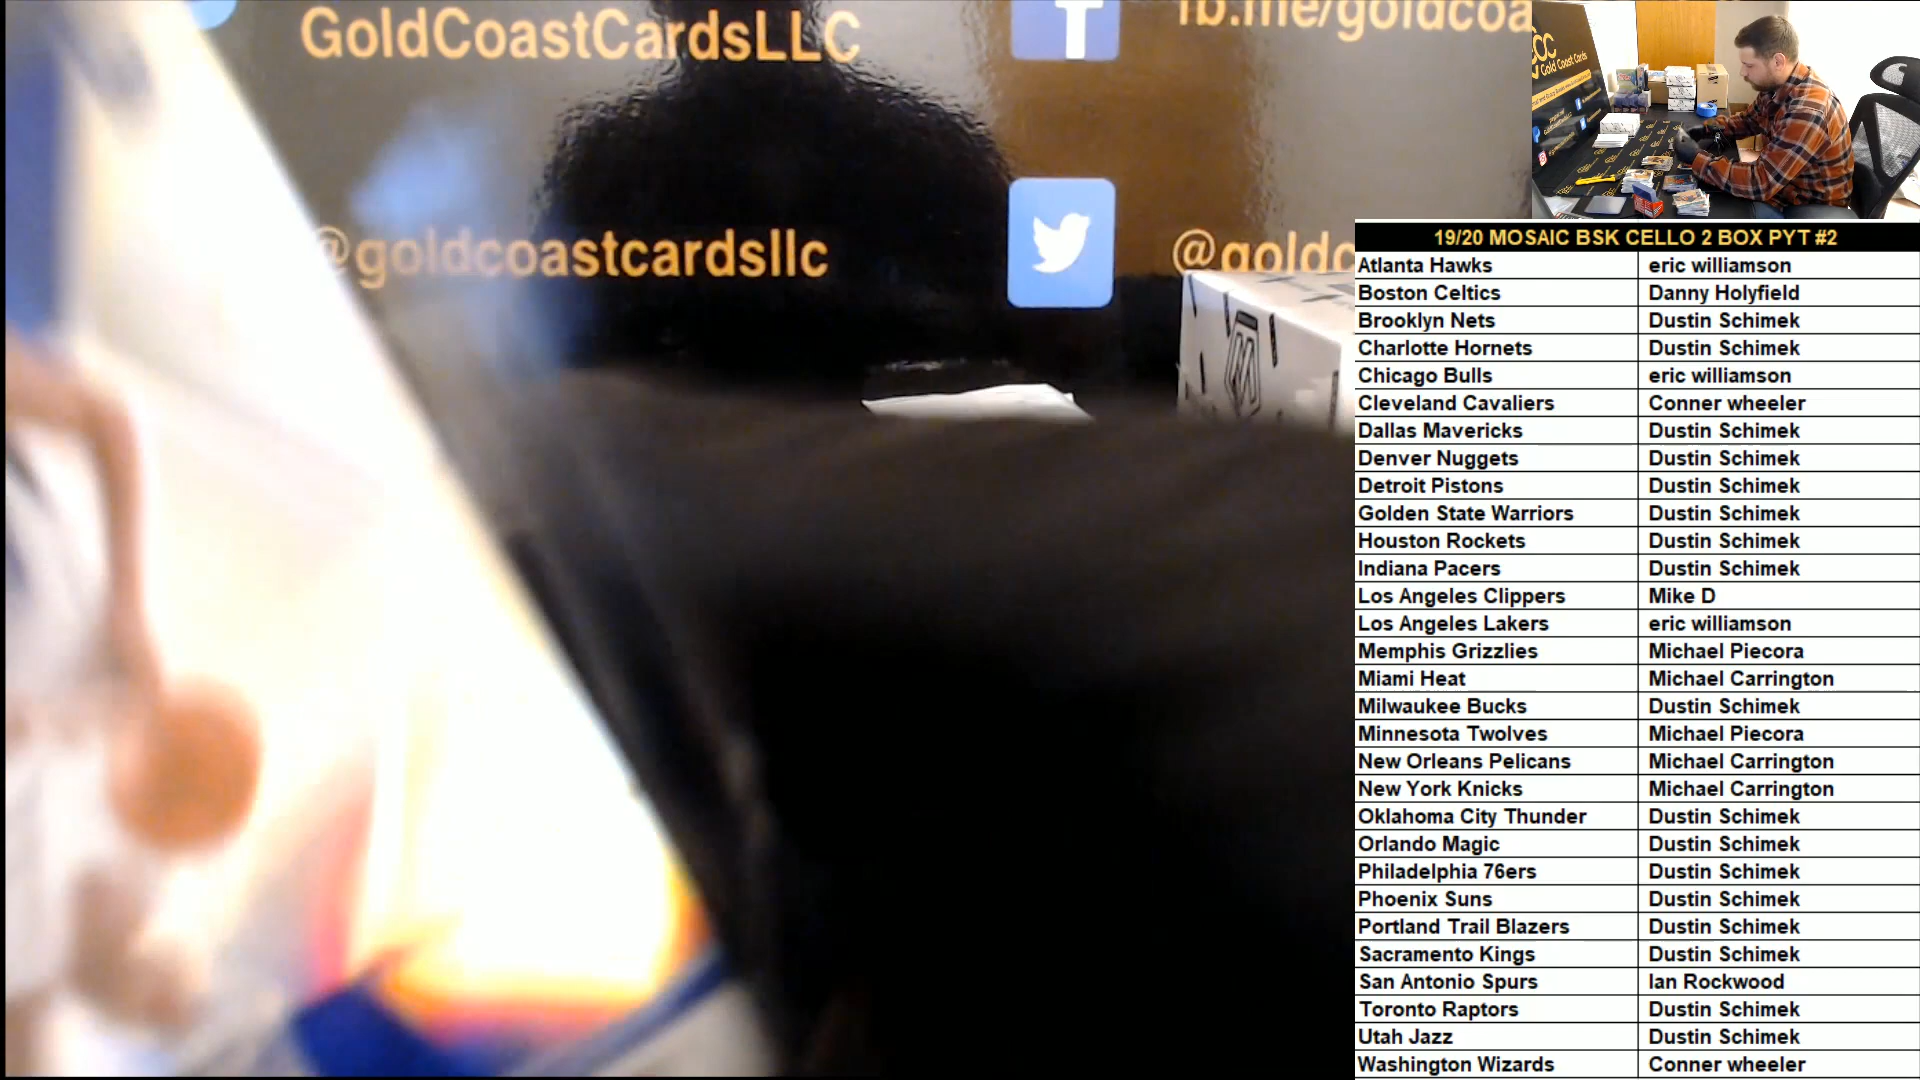 GoldCoastCardsLLC
fb.me/goldcoa
@goldcoastcardsllc
@goldc
Gold Coast Cards
19/20 MOSAIC BSK CELLO 2 BOX PYT #2
Atlanta Hawks eric williamson
Boston Celtics Danny Holyfield
Brooklyn Nets Dustin Schimek
Charlotte Hornets Dustin Schimek
Chicago Bulls eric williamson
Cleveland Cavaliers Conner wheeler
Dallas Mavericks Dustin Schimek
Denver Nuggets Dustin Schimek
Detroit Pistons Dustin Schimek
Golden State Warriors Dustin Schimek
Houston Rockets Dustin Schimek
Indiana Pacers Dustin Schimek
Los Angeles Clippers Mike D
Los Angeles Lakers eric williamson
Memphis Grizzlies Michael Piecora
Miami Heat Michael Carrington
Milwaukee Bucks Dustin Schimek
Minnesota Twolves Michael Piecora
New Orleans Pelicans Michael Carrington
New York Knicks Michael Carrington
Oklahoma City Thunder Dustin Schimek
Orlando Magic Dustin Schimek
Philadelphia 76ers Dustin Schimek
Phoenix Suns Dustin Schimek
Portland Trail Blazers Dustin Schimek
Sacramento Kings Dustin Schimek
San Antonio Spurs Ian Rockwood
Toronto Raptors Dustin Schimek
Utah Jazz Dustin Schimek
Washington Wizards Conner wheeler